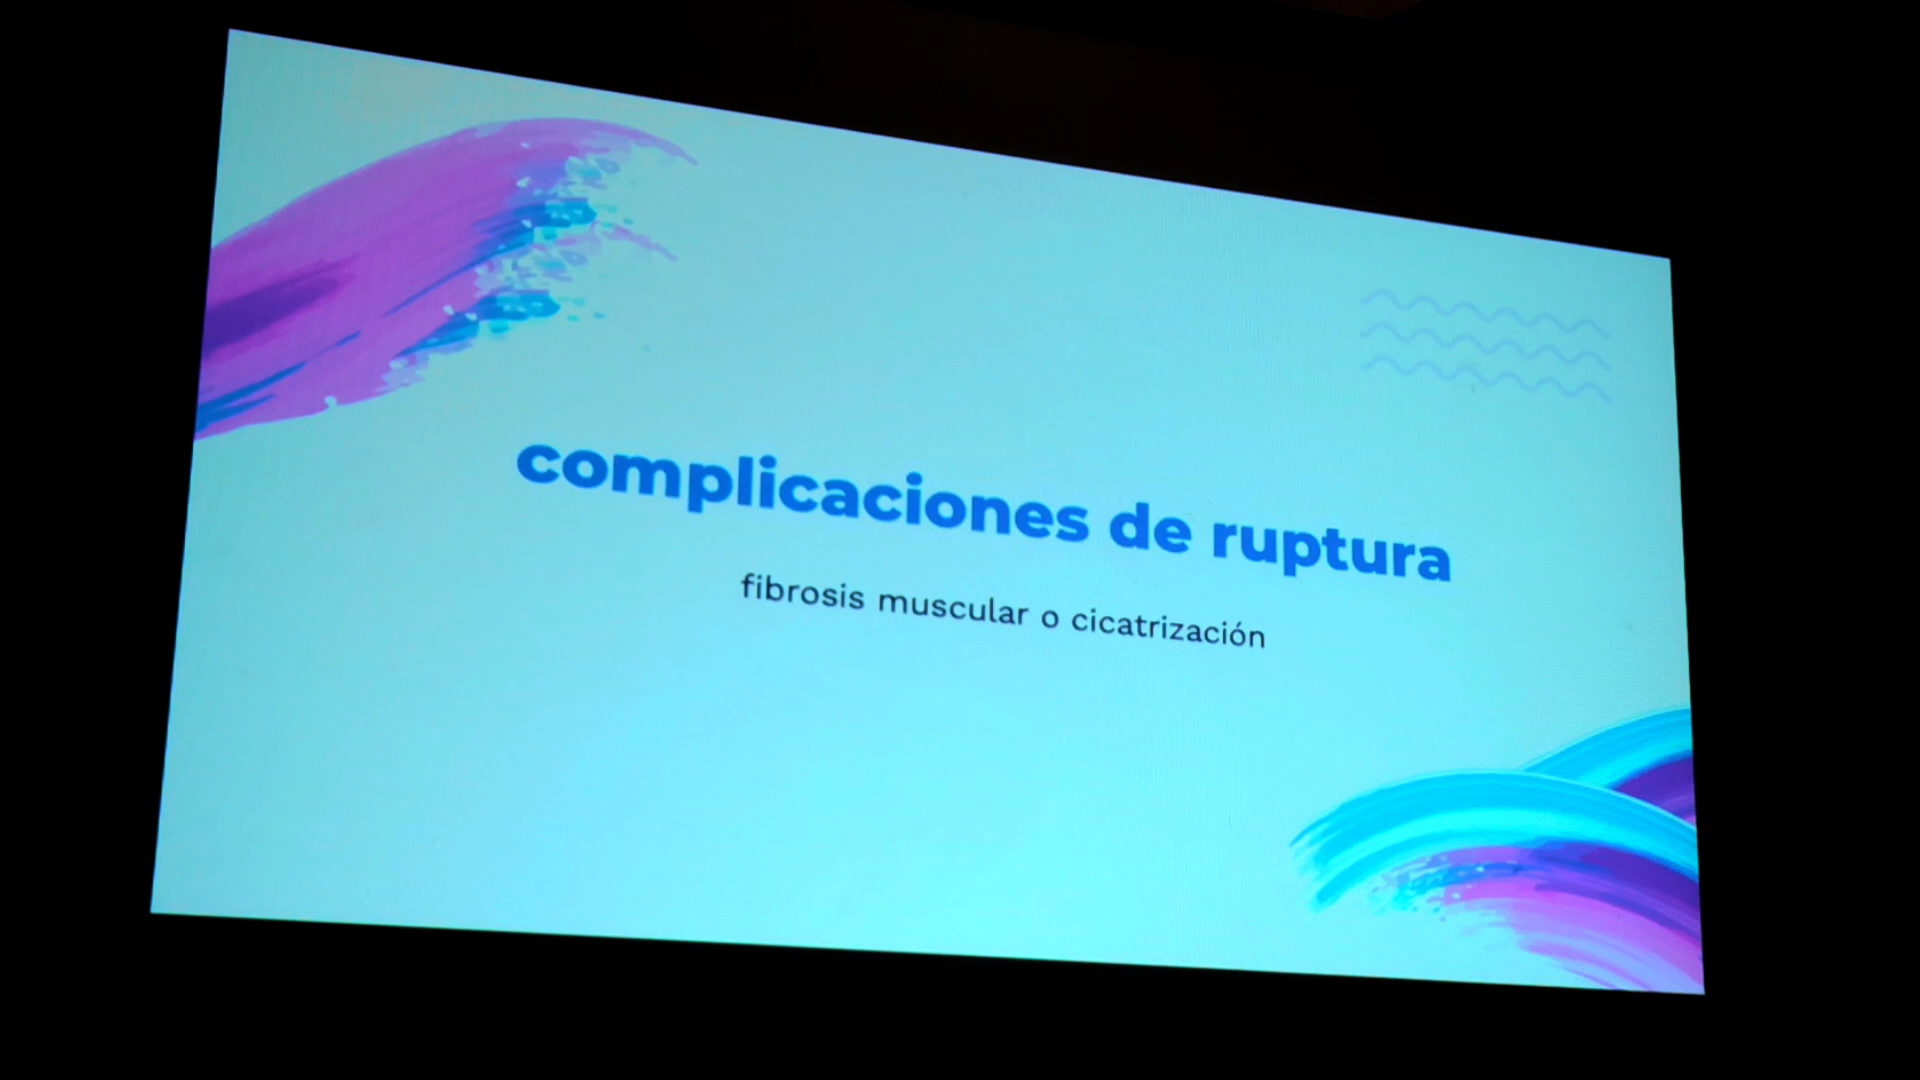 complicaciones de ruptura
fibrosis muscular o cicatrización